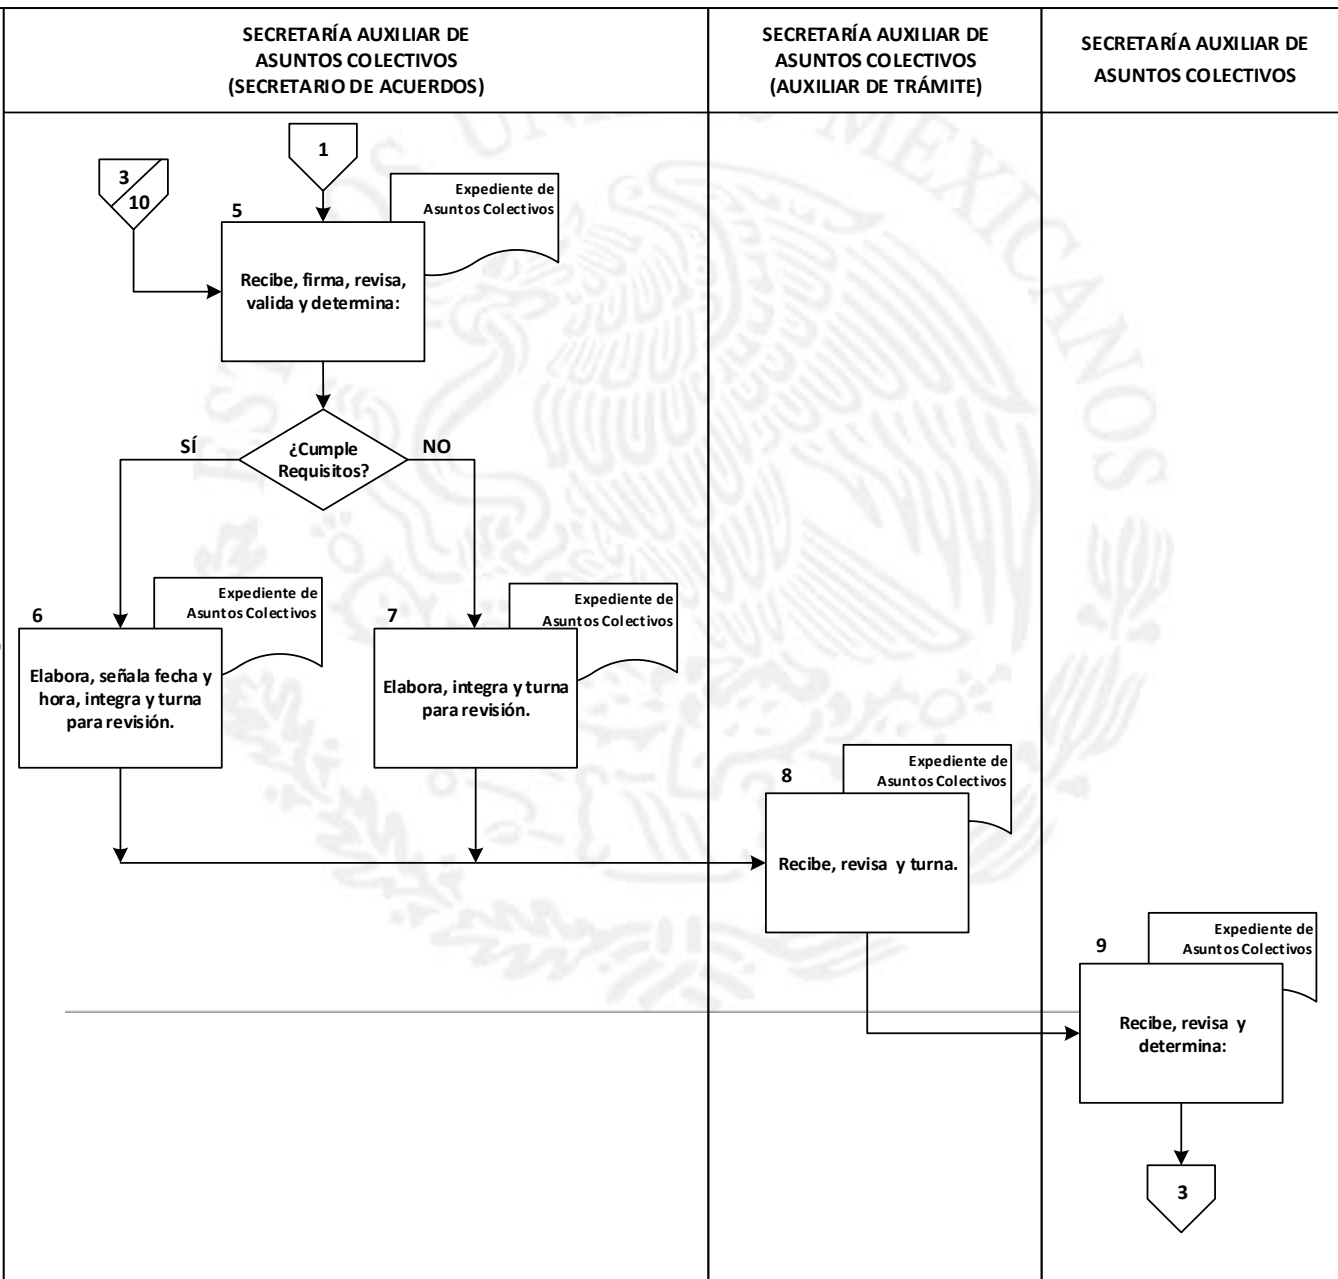 SECRETARÍA AUXILIAR DE
ASUNTOS COLECTIVOS
(SECRETARIO DE ACUERDOS)
SECRETARÍA AUXILIAR DE
ASUNTOS COLECTIVOS
(AUXILIAR DE TRÁMITE)
SECRETARÍA AUXILIAR DE
ASUNTOS COLECTIVOS
1
3
10
5
Expediente de
Asuntos Colectivos
Recibe, firma, revisa,
valida y determina:
¿Cumple
Requisitos?
SÍ
NO
6
Expediente de
Asuntos Colectivos
Elabora, señala fecha y
hora, integra y turna
para revisión.
7
Expediente de
Asuntos Colectivos
Elabora, integra y turna
para revisión.
8
Expediente de
Asuntos Colectivos
Recibe, revisa y turna.
9
Expediente de
Asuntos Colectivos
Recibe, revisa y
determina:
3
ESTADOS UNIDOS MEXICANOS